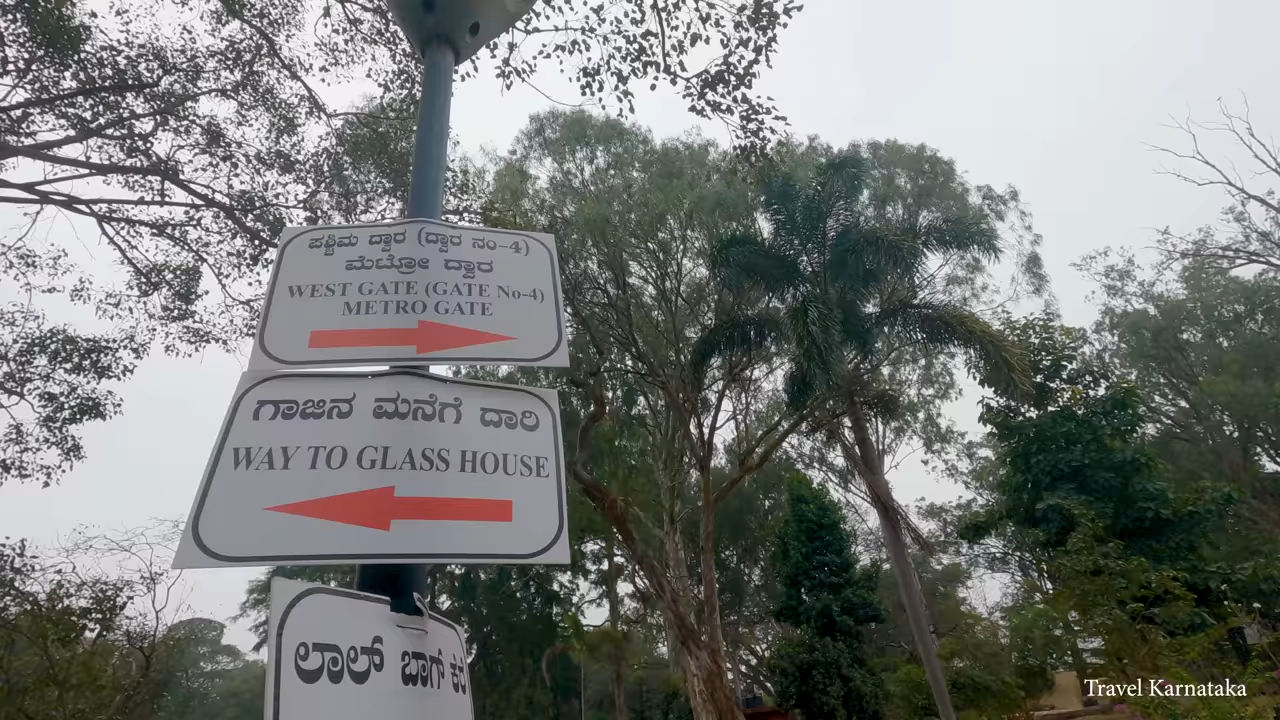 ಪಶ್ಚಿಮ ದ್ವಾರ (ದ್ವಾರ ನಂ-4)
ಮೆಟ್ರೋ ದ್ವಾರ
WEST GATE (GATE No-4)
METRO GATE
ಗಾಜಿನ ಮನೆಗೆ ದಾರಿ
WAY TO GLASS HOUSE
ಲಾಲ್ ಬಾಗ್ ಕೆರೆ
Travel Karnataka